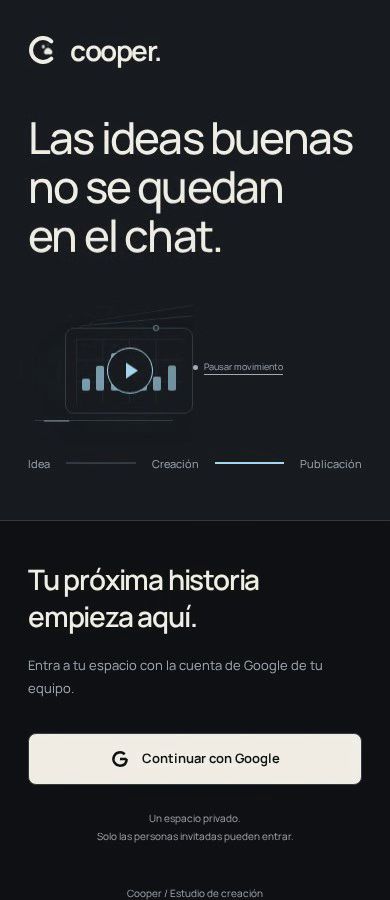 cooper.
Las ideas buenas
no se quedan
en el chat.
Pausar movimiento
Idea
Creación
Publicación
Tu próxima historia
empieza aquí.
Entra a tu espacio con la cuenta de Google de tu
equipo.
Continuar con Google
Un espacio privado.
Solo las personas invitadas pueden entrar.
Cooper / Estudio de creación